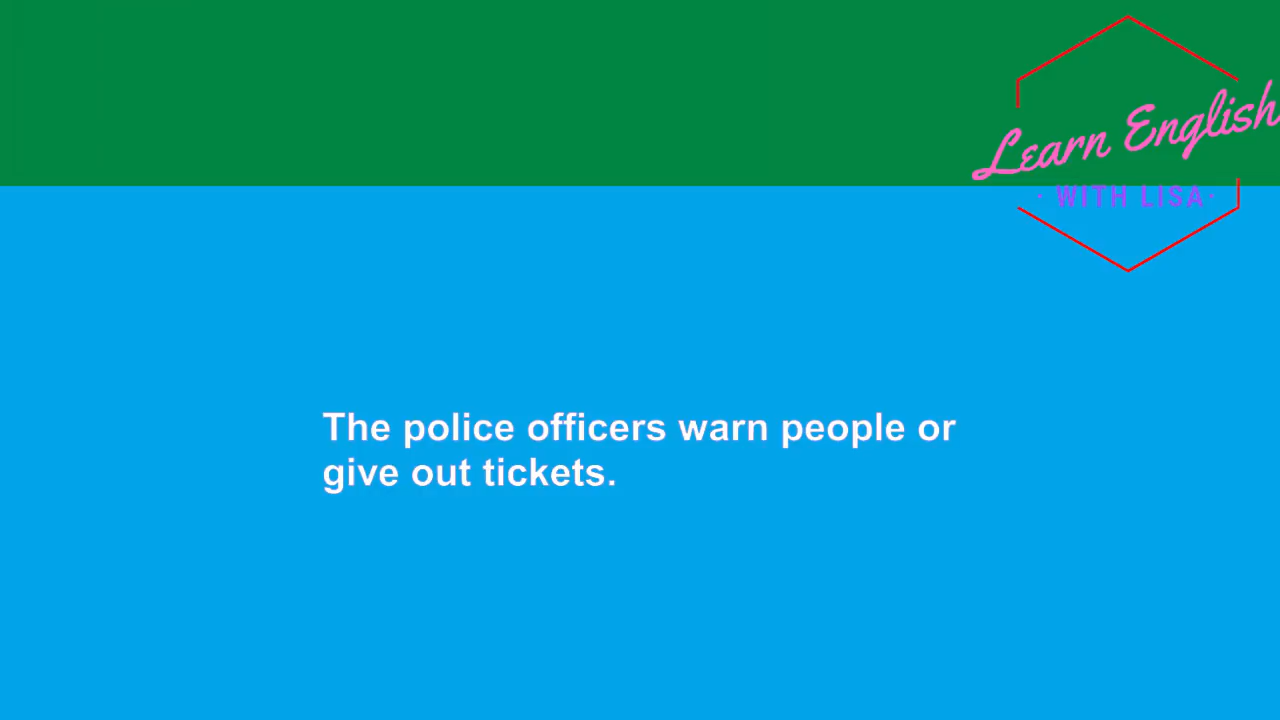 Learn English
· WITH LISA·
The police officers warn people or
give out tickets.